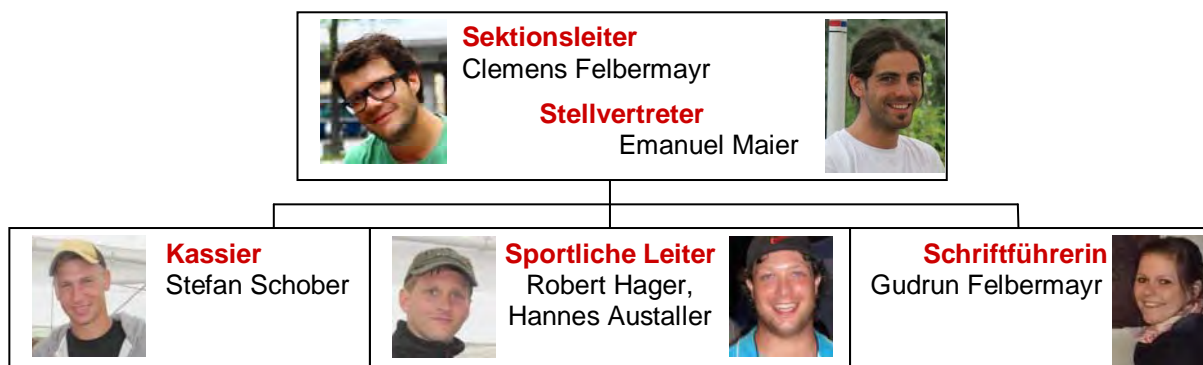 Sektionsleiter
Clemens Felbermayr
Stellvertreter
Emanuel Maier
Kassier
Stefan Schober
Sportliche Leiter
Robert Hager,
Hannes Austaller
Schriftführerin
Gudrun Felbermayr